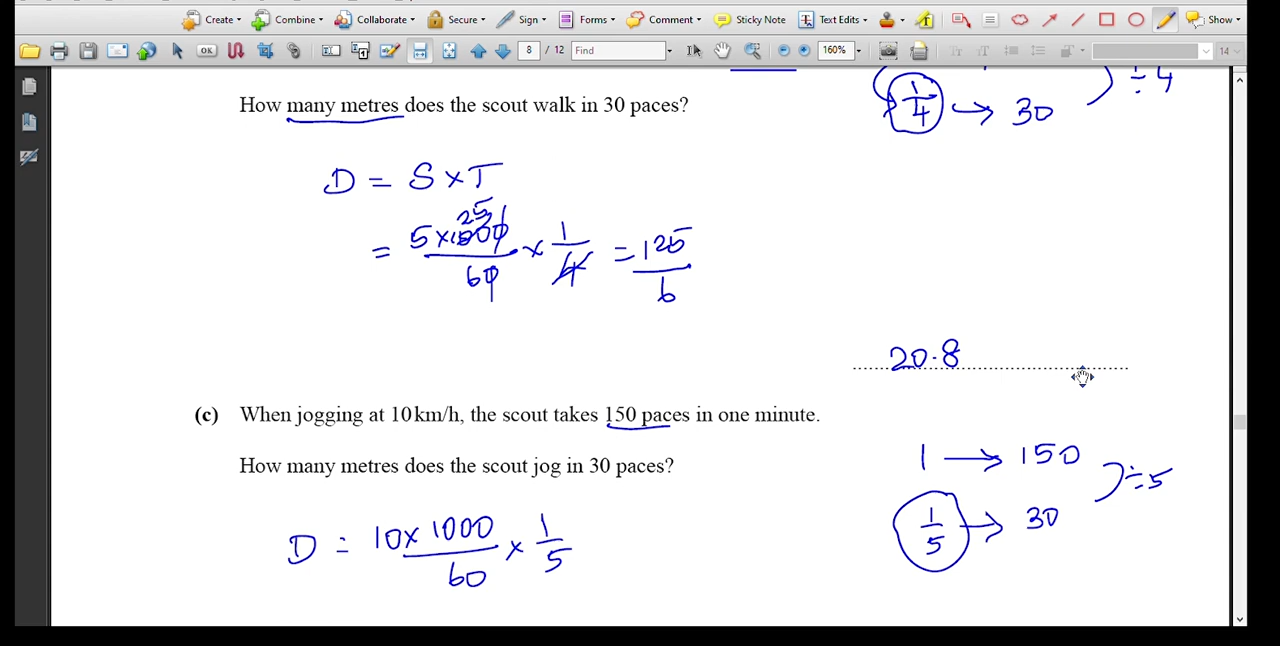 Create Combine Collaborate Secure Sign Forms Comment Sticky Note Text Edits Show
OK 8 / 12 Find 160% 14
÷ 4
How many metres does the scout walk in 30 paces?
1/4 → 30
D = S × T
= 5 × 1000/60 × 1/4 = 125/6
25
20.8
(c) When jogging at 10 km/h, the scout takes 150 paces in one minute.
1 → 150
÷5
How many metres does the scout jog in 30 paces?
1/5 → 30
D = 10 × 1000/60 × 1/5